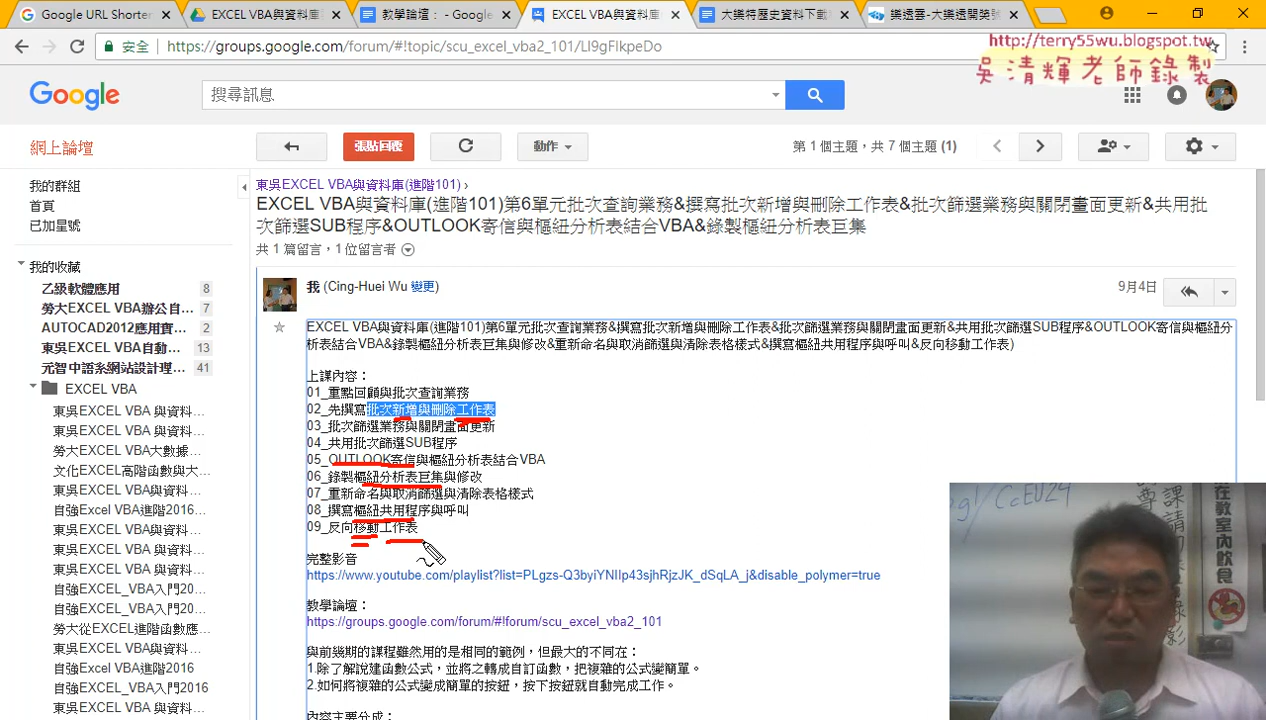 Google URL Shorter
EXCEL VBA與資料庫
教學論壇： - Google
EXCEL VBA與資料庫
大樂特歷史資料下載
樂透雲-大樂透開獎號
安全
https://groups.google.com/forum/#!topic/scu_excel_vba2_101/LI9gFIkpeDo
http://terry55wu.blogspot.tw
吳清輝老師錄製
Google
搜尋訊息
網上論壇
張貼回覆
動作
第 1 個主題，共 7 個主題 (1)
我的群組
首頁
已加星號
我的收藏
乙級軟體應用 8
勞大EXCEL VBA辦公自... 7
AUTOCAD2012應用實... 2
東吳EXCEL VBA自動... 13
元智中語系網站設計程... 41
EXCEL VBA
東吳EXCEL VBA 與資料...
東吳EXCEL VBA 與資料...
勞大EXCEL VBA大數據...
文化EXCEL高階函數與大...
東吳EXCEL VBA與資料...
自強Excel VBA進階2016...
東吳EXCEL VBA與資料...
東吳EXCEL VBA與資料...
東吳EXCEL VBA與資料...
自強EXCEL_VBA入門20...
自強EXCEL_VBA入門20...
勞大從EXCEL進階函數應...
東吳EXCEL VBA與資料...
自強Excel VBA進階2016
自強EXCEL_VBA入門2016
東吳EXCEL VBA與資料...
東吳EXCEL VBA與資料庫(進階101) ›
EXCEL VBA與資料庫(進階101)第6單元批次查詢業務&撰寫批次新增與刪除工作表&批次篩選業務與關閉畫面更新&共用批
次篩選SUB程序&OUTLOOK寄信與樞紐分析表結合VBA&錄製樞紐分析表巨集
共 1 篇留言，1 位留言者
我 (Cing-Huei Wu 變更)
9月4日
EXCEL VBA與資料庫(進階101)第6單元批次查詢業務&撰寫批次新增與刪除工作表&批次篩選業務與關閉畫面更新&共用批次篩選SUB程序&OUTLOOK寄信與樞紐分
析表結合VBA&錄製樞紐分析表巨集與修改&重新命名與取消篩選與清除表格樣式&撰寫樞紐共用程序與呼叫&反向移動工作表)
上課內容：
01_重點回顧與批次查詢業務
02_先撰寫批次新增與刪除工作表
03_批次篩選業務與關閉畫面更新
04_共用批次篩選SUB程序
05_OUTLOOK寄信與樞紐分析表結合VBA
06_錄製樞紐分析表巨集與修改
07_重新命名與取消篩選與清除表格樣式
08_撰寫樞紐共用程序與呼叫
09_反向移動工作表
完整影音
https://www.youtube.com/playlist?list=PLgzs-Q3byiYNIIp43sjhRjzJK_dSqLA_j&disable_polymer=true
教學論壇：
https://groups.google.com/forum/#!forum/scu_excel_vba2_101
與前幾期的課程雖然用的是相同的範例，但最大的不同在：
1.除了解說建函數公式，並將之轉成自訂函數，把複雜的公式變簡單。
2.如何將複雜的公式變成簡單的按鈕，按下按鈕就自動完成工作。
內容主要分成：
在教室內飲食